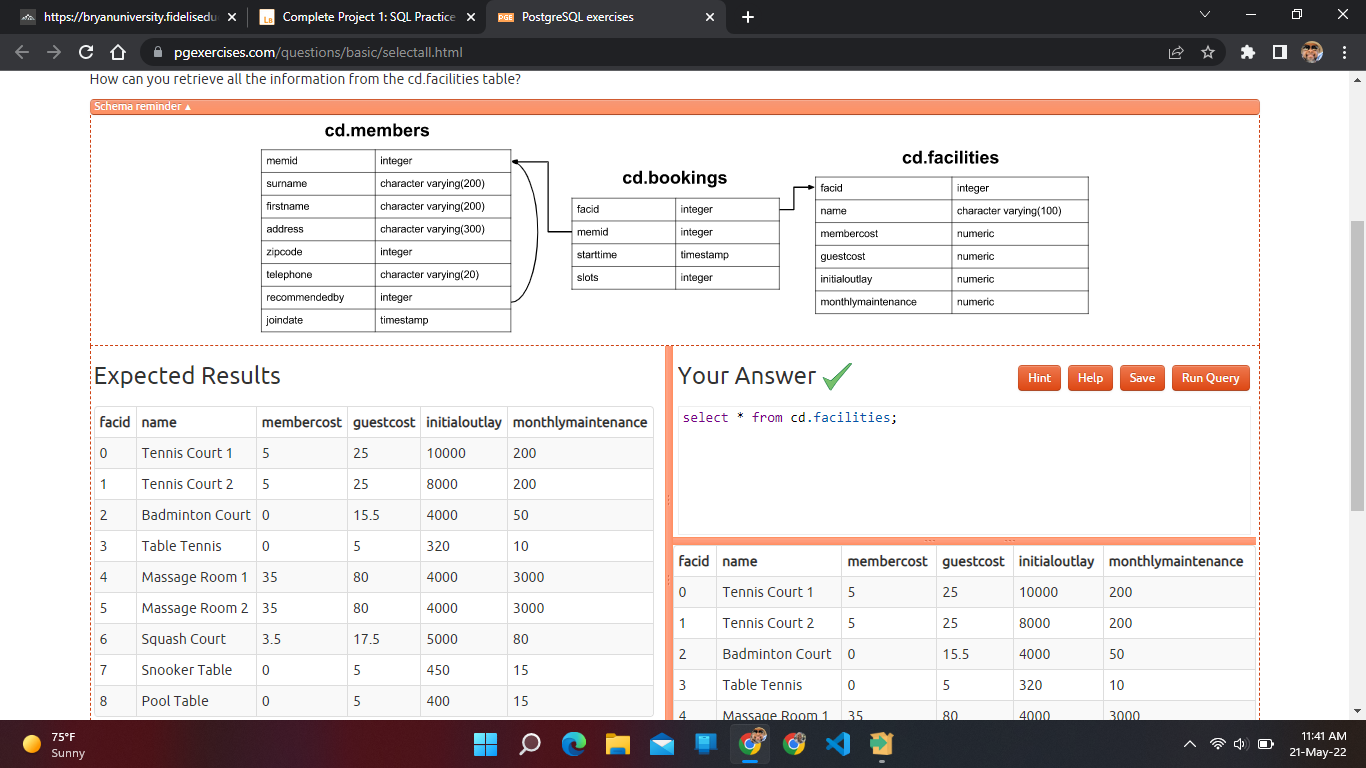 https://bryanuniversity.fidelisedu
Complete Project 1: SQL Practice
PGE PostgreSQL exercises
pgexercises.com/questions/basic/selectall.html
How can you retrieve all the information from the cd.facilities table?
Schema reminder
cd.members
memid integer
surname character varying(200)
firstname character varying(200)
address character varying(300)
zipcode integer
telephone character varying(20)
recommendedby integer
joindate timestamp
cd.bookings
facid integer
memid integer
starttime timestamp
slots integer
cd.facilities
facid integer
name character varying(100)
membercost numeric
guestcost numeric
initialoutlay numeric
monthlymaintenance numeric
Expected Results
facid name membercost guestcost initialoutlay monthlymaintenance
0 Tennis Court 1 5 25 10000 200
1 Tennis Court 2 5 25 8000 200
2 Badminton Court 0 15.5 4000 50
3 Table Tennis 0 5 320 10
4 Massage Room 1 35 80 4000 3000
5 Massage Room 2 35 80 4000 3000
6 Squash Court 3.5 17.5 5000 80
7 Snooker Table 0 5 450 15
8 Pool Table 0 5 400 15
Your Answer
Hint Help Save Run Query
select * from cd.facilities;
facid name membercost guestcost initialoutlay monthlymaintenance
0 Tennis Court 1 5 25 10000 200
1 Tennis Court 2 5 25 8000 200
2 Badminton Court 0 15.5 4000 50
3 Table Tennis 0 5 320 10
4 Massage Room 1 35 80 4000 3000
75°F
Sunny
11:41 AM
21-May-22